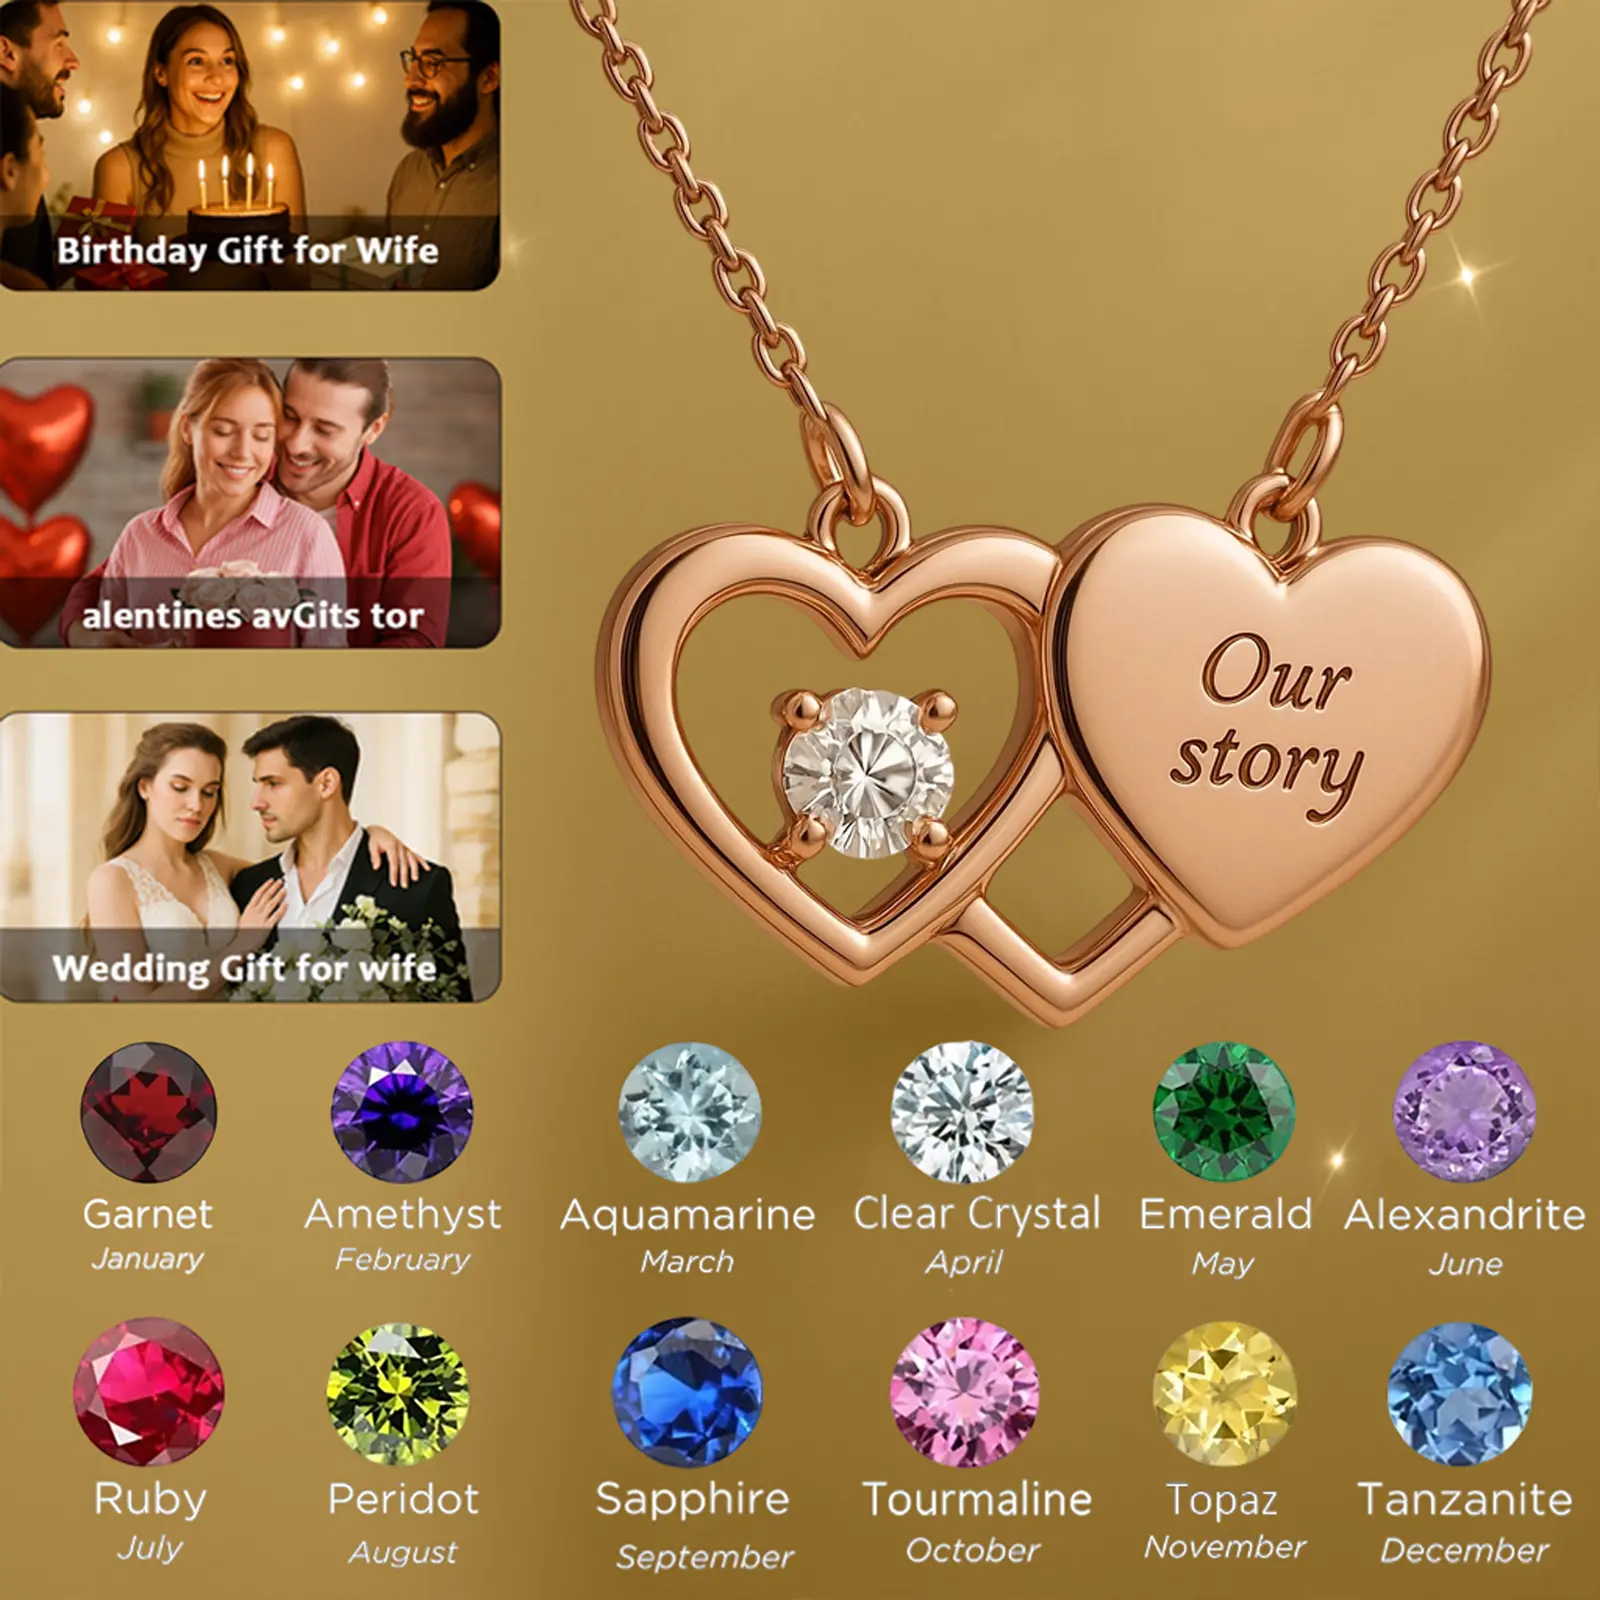 Birthday Gift for Wife
alentines avGits tor
Wedding Gift for wife
Our
story
Garnet
January
Amethyst
February
Aquamarine
March
Clear Crystal
April
Emerald
May
Alexandrite
June
Ruby
July
Peridot
August
Sapphire
September
Tourmaline
October
Topaz
November
Tanzanite
December